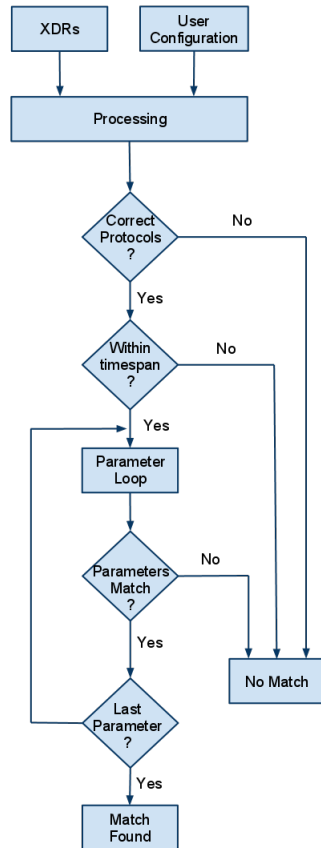 XDRs
User
Configuration
Processing
Correct
Protocols
?
No
Yes
Within
timespan
?
No
Yes
Parameter
Loop
Parameters
Match
?
No
Yes
No Match
Last
Parameter
?
Yes
Match
Found